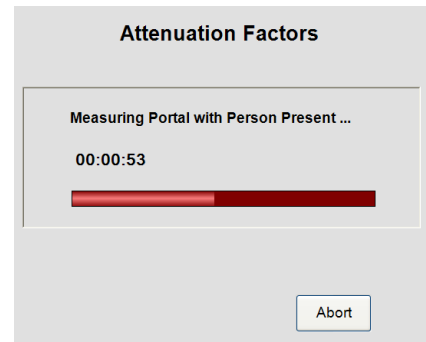 Attenuation Factors
Measuring Portal with Person Present ...
00:00:53
Abort